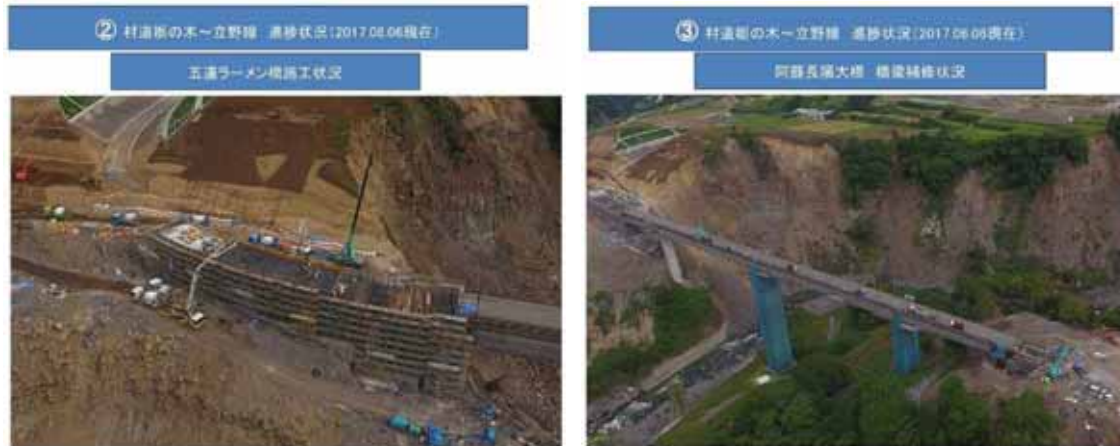 ② 村道栃の木～立野線 進捗状況(2017.08.06現在)
五連ラーメン橋施工状況
③ 村道栃の木～立野線 進捗状況(2017.08.06現在)
阿蘇長陽大橋 橋梁補修状況